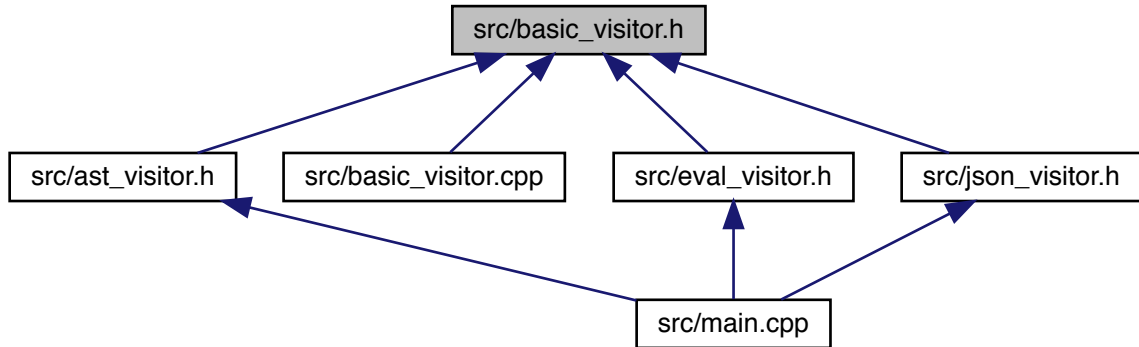 src/basic_visitor.h
src/ast_visitor.h
src/basic_visitor.cpp
src/eval_visitor.h
src/json_visitor.h
src/main.cpp